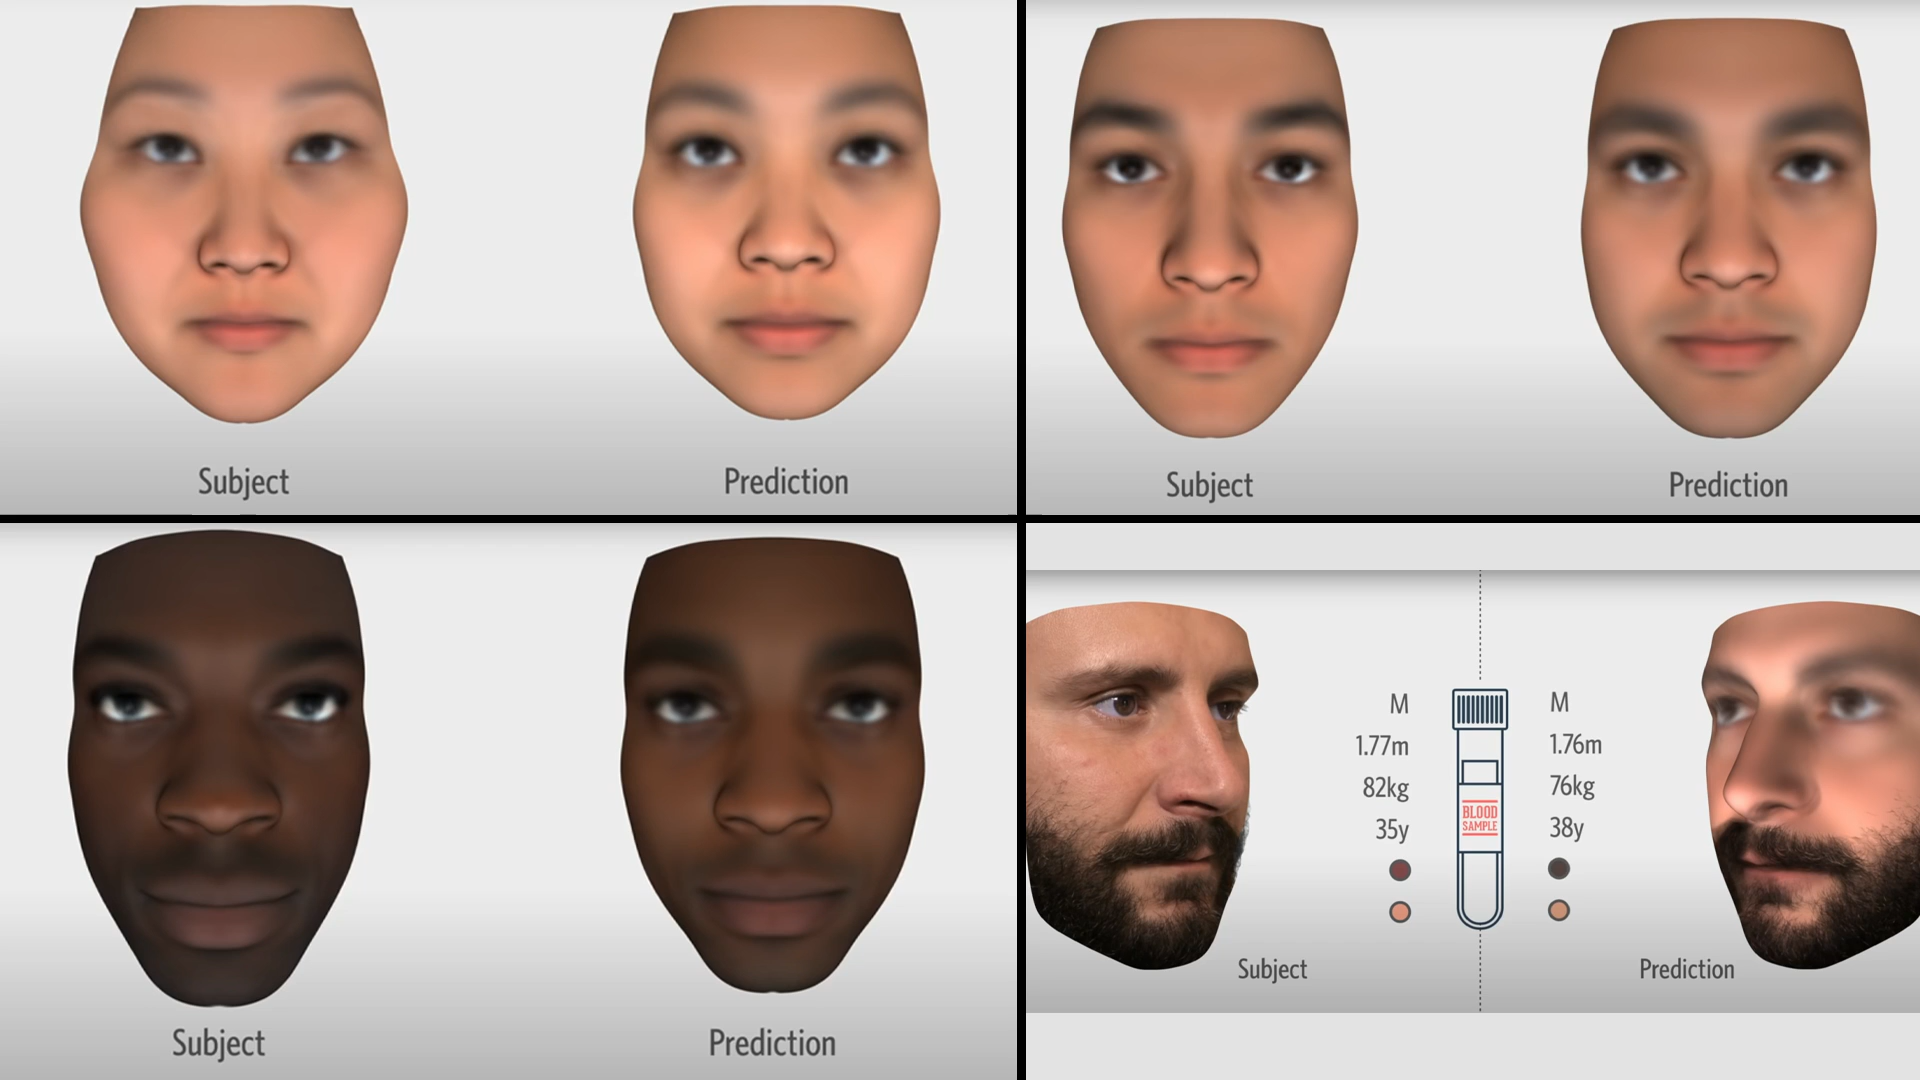 Subject
Prediction
Subject
Prediction
Subject
Prediction
M
1.77m
82kg
35y
BLOOD
SAMPLE
M
1.76m
76kg
38y
Subject
Prediction